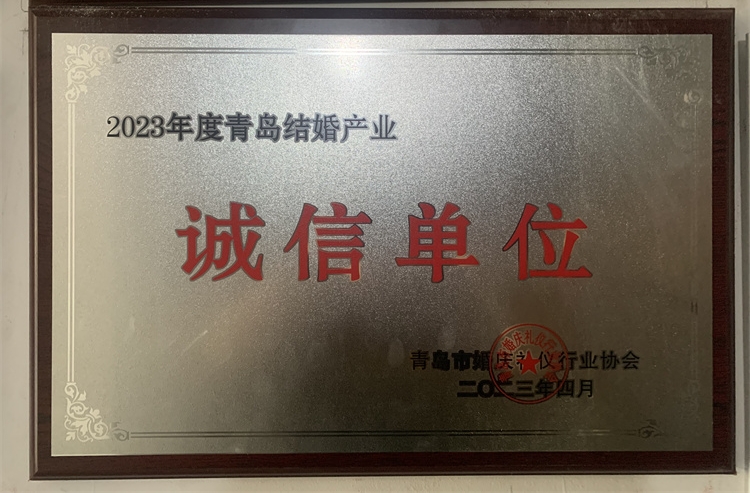 2023年度青岛结婚产业
诚信单位
青岛市婚庆礼仪行业协会
二〇二三年四月